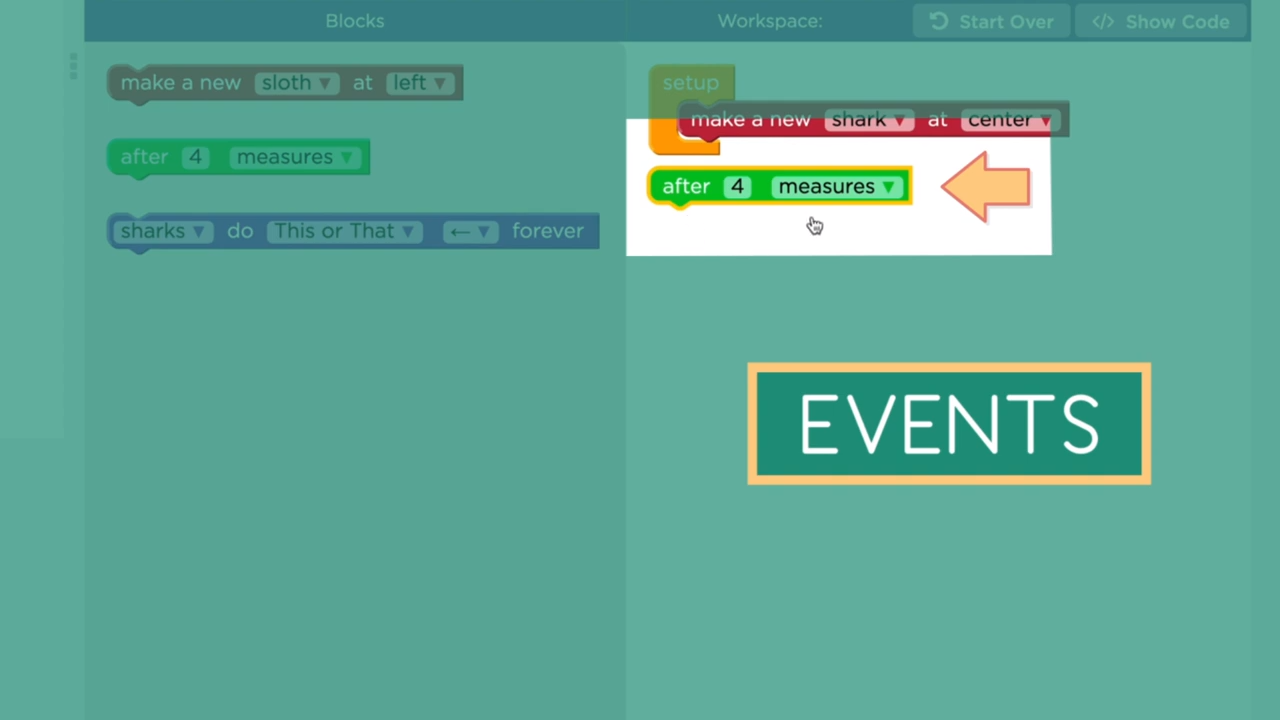 Blocks
Workspace:
Start Over
</> Show Code
make a new sloth ▼ at left ▼
after 4 measures ▼
sharks ▼ do This or That ▼ ← ▼ forever
setup
make a new shark ▼ at center ▼
after 4 measures ▼
EVENTS